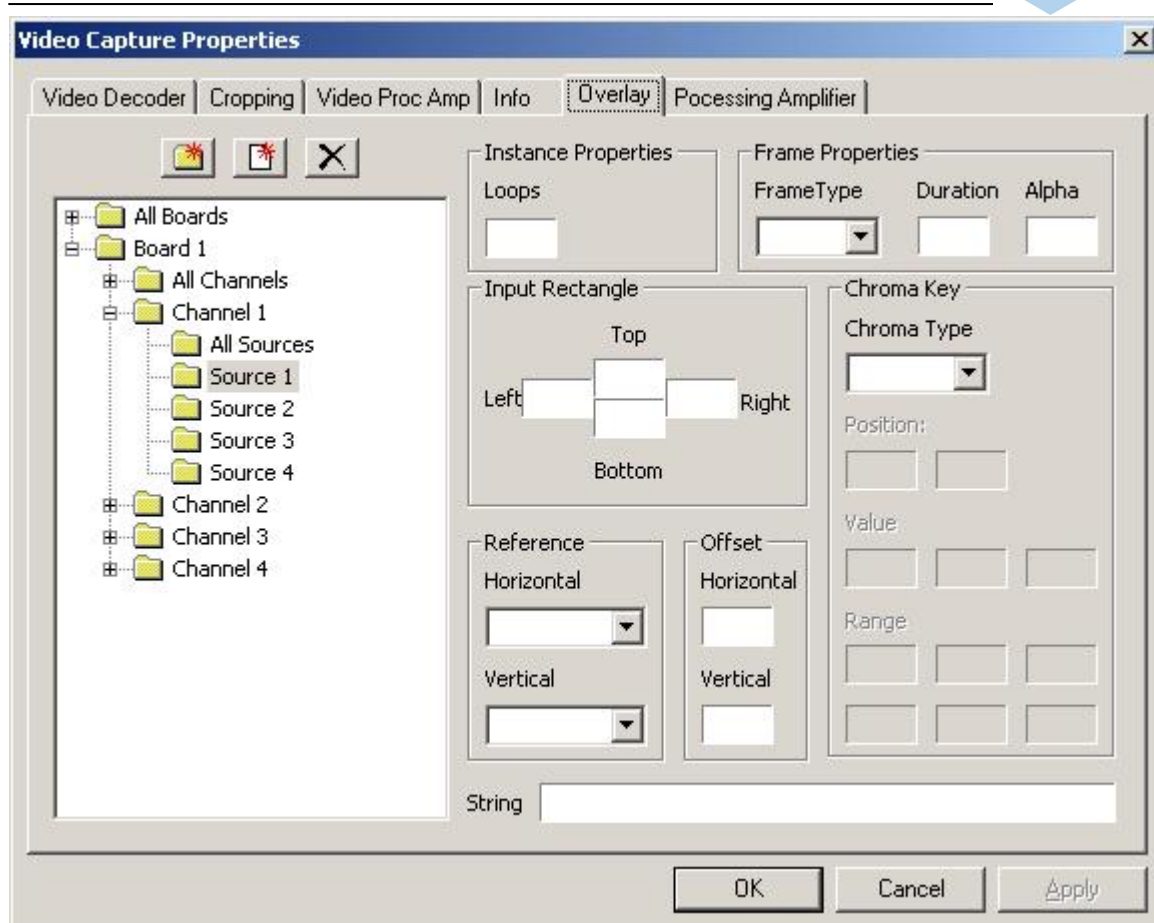 Video Capture Properties
Video Decoder Cropping Video Proc Amp Info Overlay Pocessing Amplifier
All Boards
Board 1
All Channels
Channel 1
All Sources
Source 1
Source 2
Source 3
Source 4
Channel 2
Channel 3
Channel 4
Instance Properties
Loops
Frame Properties
FrameType Duration Alpha
Input Rectangle
Top
Left Right
Bottom
Chroma Key
Chroma Type
Position:
Value
Range
Reference
Horizontal
Vertical
Offset
Horizontal
Vertical
String
OK Cancel Apply